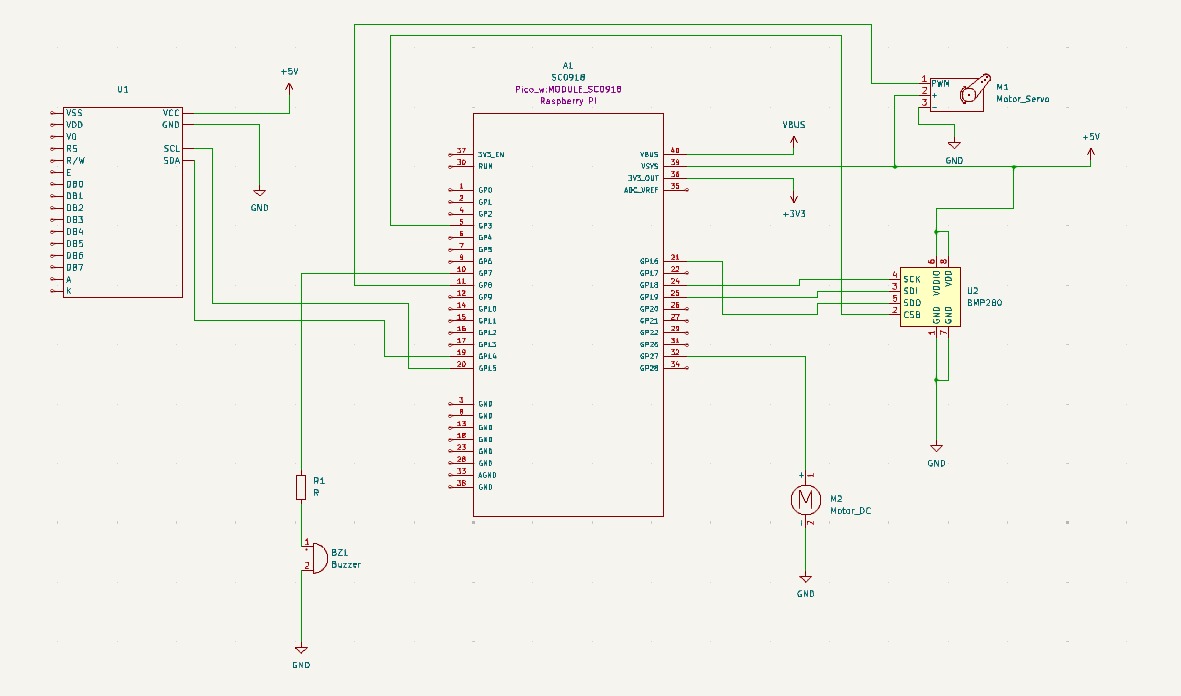 U1
VSS
VDD
V0
RS
R/W
E
DB0
DB1
DB2
DB3
DB4
DB5
DB6
DB7
A
K
VCC
GND
SCL
SDA
+5V
GND
A1
SC0918
Pico_w:MODULE_SC0918
Raspberry Pi
37 3V3_EN
30 RUN
1 GP0
2 GP1
4 GP2
5 GP3
6 GP4
7 GP5
9 GP6
10 GP7
11 GP8
12 GP9
14 GP10
15 GP11
16 GP12
17 GP13
19 GP14
20 GP15
3 GND
8 GND
13 GND
18 GND
23 GND
28 GND
33 AGND
38 GND
VBUS 40
VSYS 39
3V3_OUT 36
ADC_VREF 35
GP16 21
GP17 22
GP18 24
GP19 25
GP20 26
GP21 27
GP22 29
GP26 31
GP27 32
GP28 34
VBUS
+3V3
1 PWM
2 +
3 -
M1
Motor_Servo
GND
+5V
6 VDDIO
8 VDD
4 SCK
3 SDI
5 SDO
2 CSB
GND 1
GND 7
U2
BMP280
GND
R1
R
1
2
BZ1
Buzzer
GND
+ 1
M
- 2
M2
Motor_DC
GND